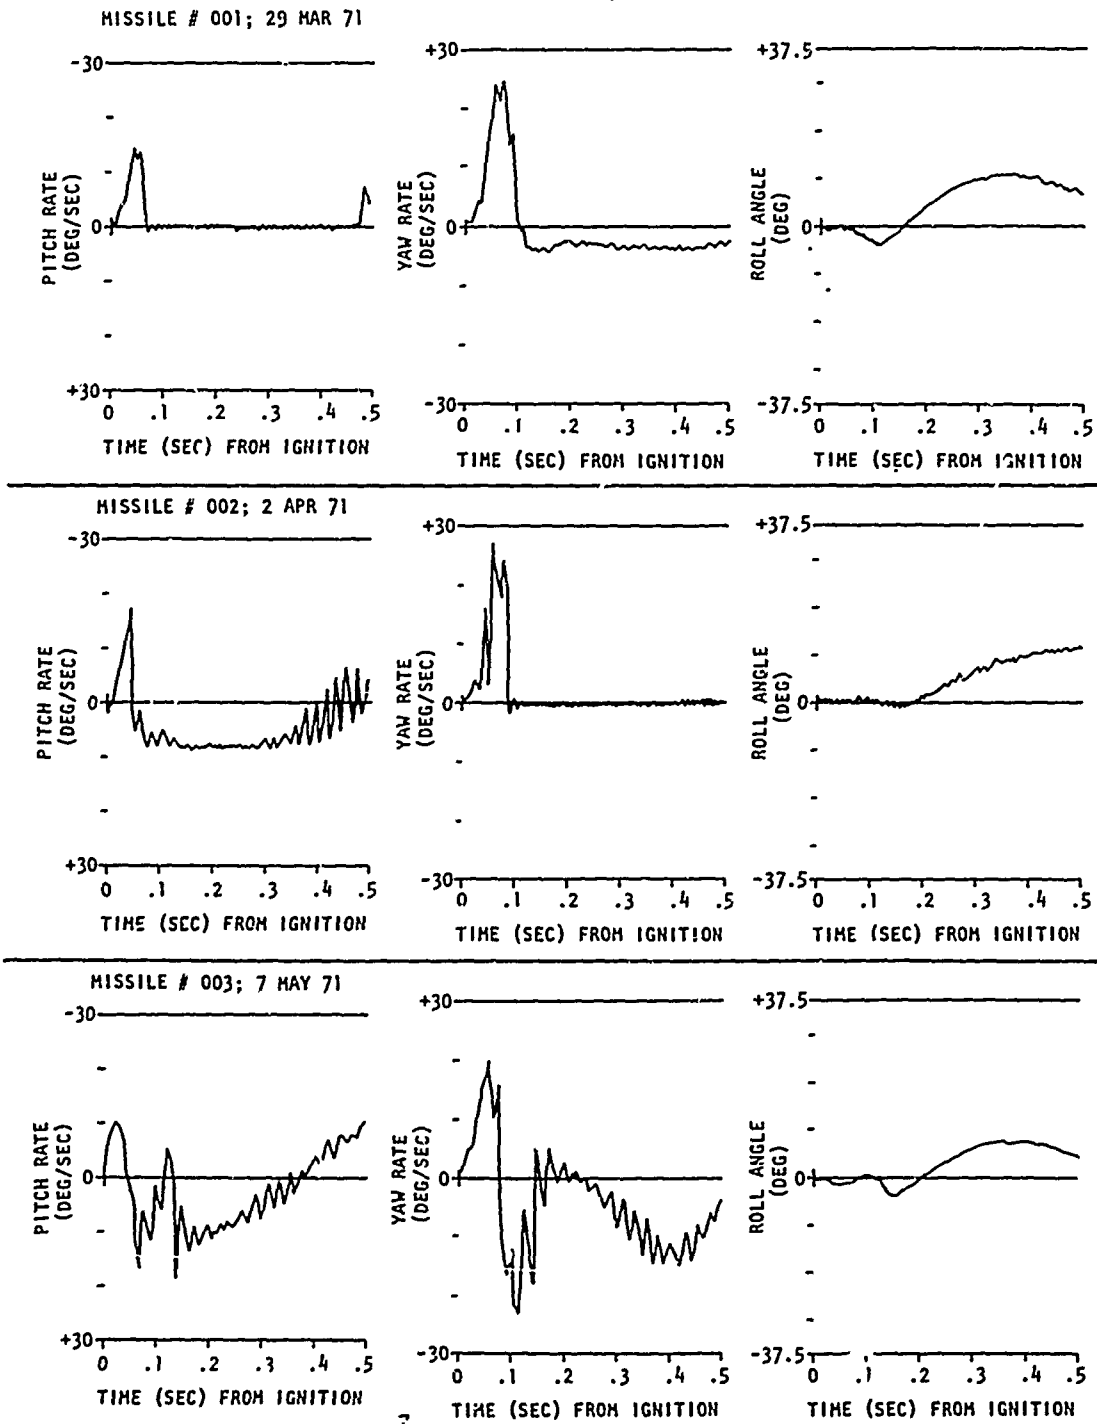 MISSILE # 001; 29 MAR 71
-30
0
+30
PITCH RATE
(DEG/SEC)
0 .1 .2 .3 .4 .5
TIME (SEC) FROM IGNITION
+30
0
-30
YAW RATE
(DEG/SEC)
0 .1 .2 .3 .4 .5
TIME (SEC) FROM IGNITION
+37.5
0
-37.5
ROLL ANGLE
(DEG)
0 .1 .2 .3 .4 .5
TIME (SEC) FROM IGNITION
MISSILE # 002; 2 APR 71
-30
0
+30
PITCH RATE
(DEG/SEC)
0 .1 .2 .3 .4 .5
TIME (SEC) FROM IGNITION
+30
0
-30
YAW RATE
(DEG/SEC)
0 .1 .2 .3 .4 .5
TIME (SEC) FROM IGNITION
+37.5
0
-37.5
ROLL ANGLE
(DEG)
0 .1 .2 .3 .4 .5
TIME (SEC) FROM IGNITION
MISSILE # 003; 7 MAY 71
-30
0
+30
PITCH RATE
(DEG/SEC)
0 .1 .2 .3 .4 .5
TIME (SEC) FROM IGNITION
+30
0
-30
YAW RATE
(DEG/SEC)
0 .1 .2 .3 .4 .5
TIME (SEC) FROM IGNITION
+37.5
0
-37.5
ROLL ANGLE
(DEG)
0 .1 .2 .3 .4 .5
TIME (SEC) FROM IGNITION